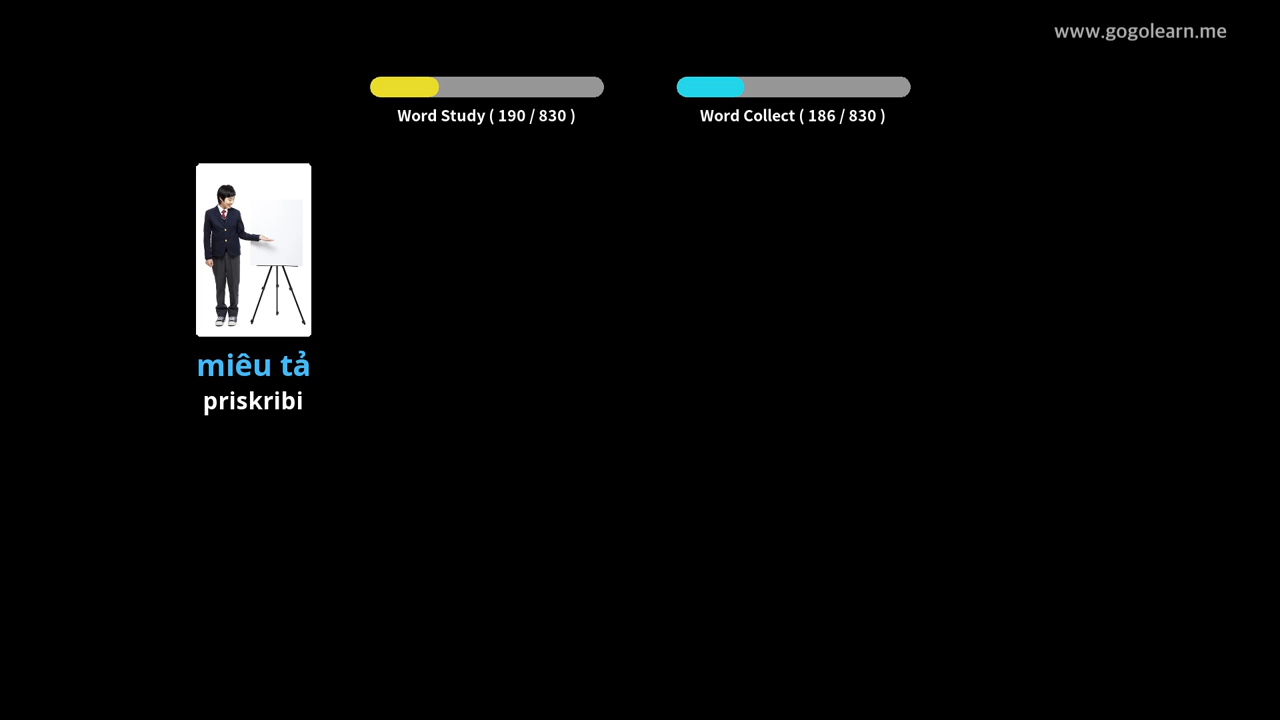 www.gogolearn.me
Word Study ( 190 / 830 )
Word Collect ( 186 / 830 )
miêu tả
priskribi